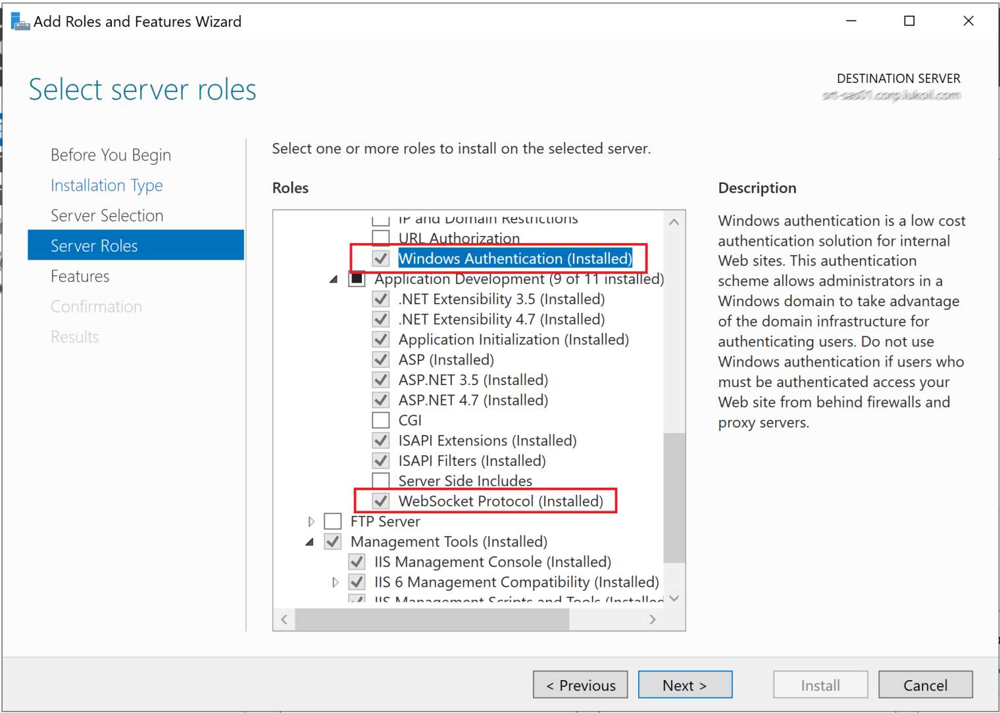 Add Roles and Features Wizard
Select server roles
DESTINATION SERVER
Before You Begin
Installation Type
Server Selection
Server Roles
Features
Confirmation
Results
Select one or more roles to install on the selected server.
Roles
IP and Domain Restrictions
URL Authorization
Windows Authentication (Installed)
Application Development (9 of 11 installed)
.NET Extensibility 3.5 (Installed)
.NET Extensibility 4.7 (Installed)
Application Initialization (Installed)
ASP (Installed)
ASP.NET 3.5 (Installed)
ASP.NET 4.7 (Installed)
CGI
ISAPI Extensions (Installed)
ISAPI Filters (Installed)
Server Side Includes
WebSocket Protocol (Installed)
FTP Server
Management Tools (Installed)
IIS Management Console (Installed)
IIS 6 Management Compatibility (Installed)
IIS Management Scripts and Tools (Installed
Description
Windows authentication is a low cost
authentication solution for internal
Web sites. This authentication
scheme allows administrators in a
Windows domain to take advantage
of the domain infrastructure for
authenticating users. Do not use
Windows authentication if users who
must be authenticated access your
Web site from behind firewalls and
proxy servers.
< Previous
Next >
Install
Cancel